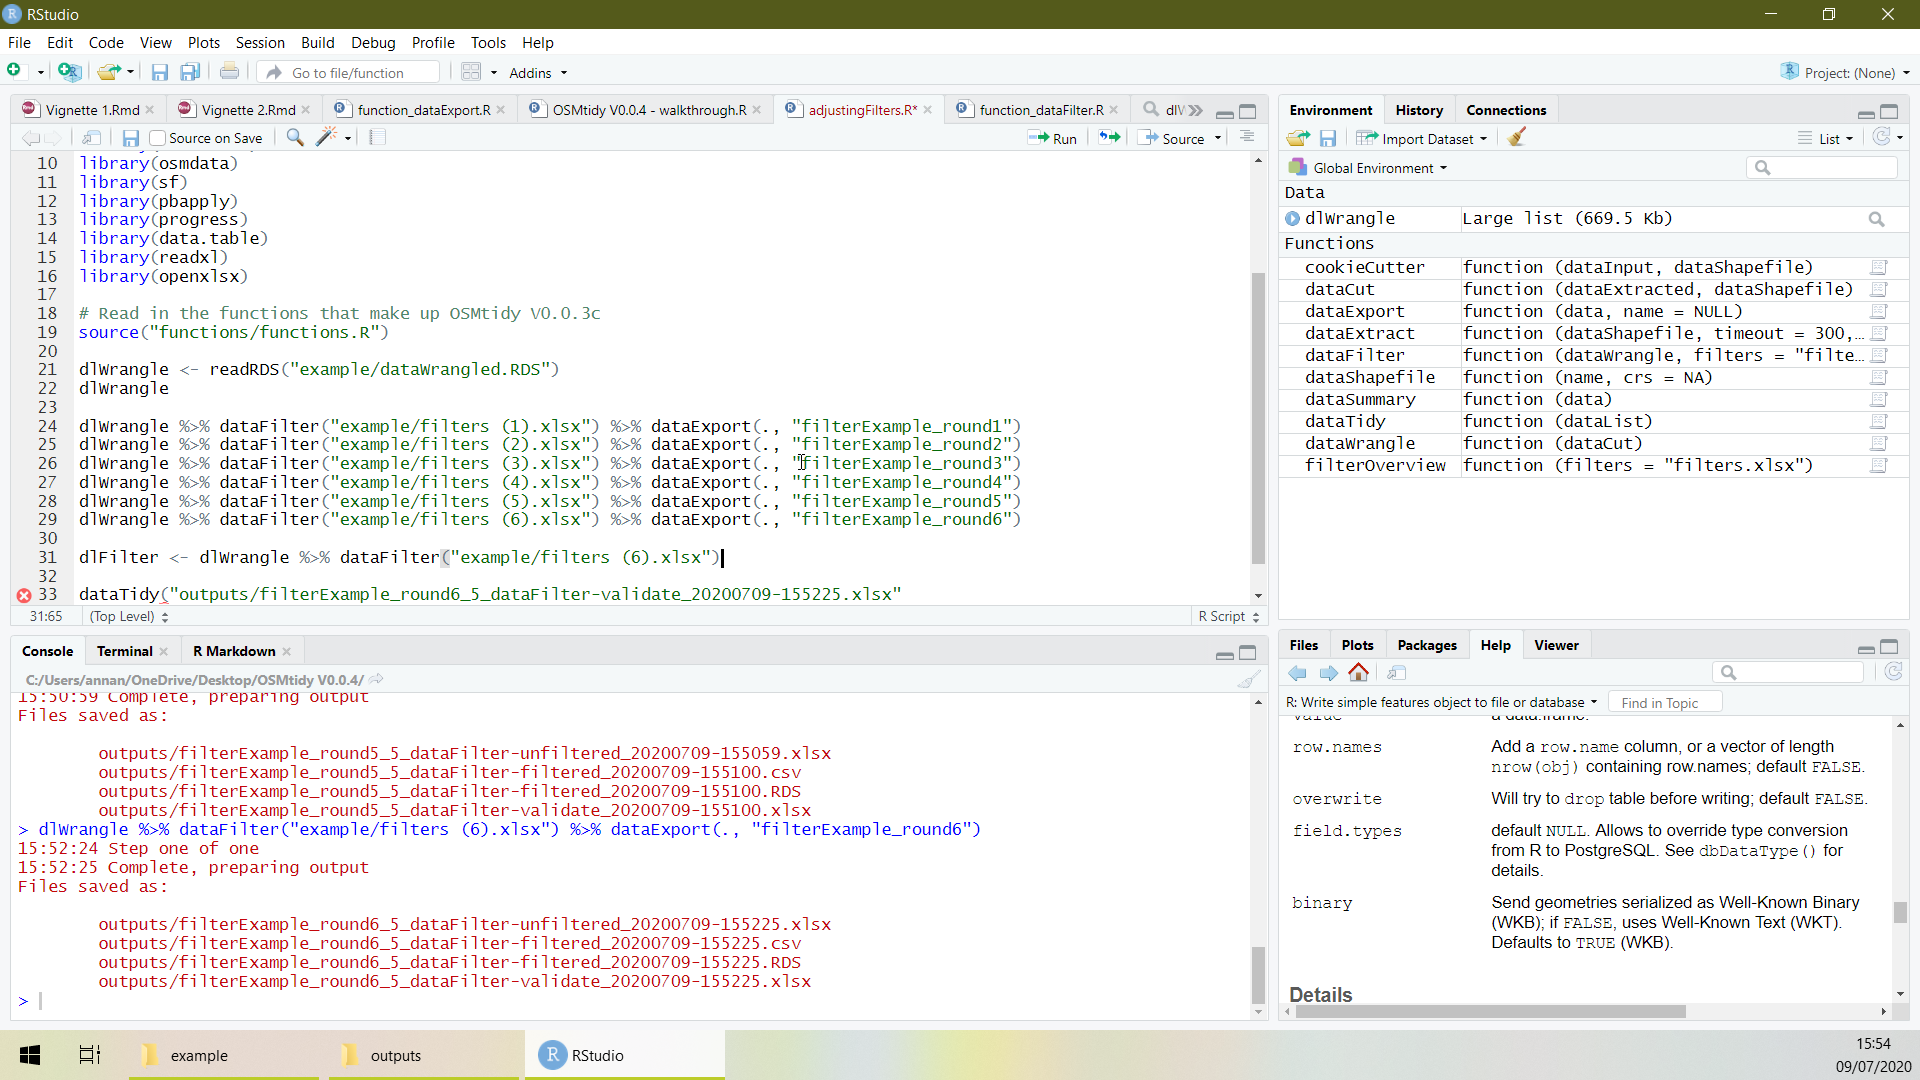 RStudio
File Edit Code View Plots Session Build Debug Profile Tools Help
Go to file/function Addins Project: (None)
Vignette 1.Rmd Vignette 2.Rmd function_dataExport.R OSMtidy V0.0.4 - walkthrough.R adjustingFilters.R* function_dataFilter.R
Source on Save Run Source
10 library(osmdata)
11 library(sf)
12 library(pbapply)
13 library(progress)
14 library(data.table)
15 library(readxl)
16 library(openxlsx)
17
18 # Read in the functions that make up OSMtidy V0.0.3c
19 source("functions/functions.R")
20
21 dlWrangle <- readRDS("example/dataWrangled.RDS")
22 dlWrangle
23
24 dlWrangle %>% dataFilter("example/filters (1).xlsx") %>% dataExport(., "filterExample_round1")
25 dlWrangle %>% dataFilter("example/filters (2).xlsx") %>% dataExport(., "filterExample_round2")
26 dlWrangle %>% dataFilter("example/filters (3).xlsx") %>% dataExport(., "filterExample_round3")
27 dlWrangle %>% dataFilter("example/filters (4).xlsx") %>% dataExport(., "filterExample_round4")
28 dlWrangle %>% dataFilter("example/filters (5).xlsx") %>% dataExport(., "filterExample_round5")
29 dlWrangle %>% dataFilter("example/filters (6).xlsx") %>% dataExport(., "filterExample_round6")
30
31 dlFilter <- dlWrangle %>% dataFilter("example/filters (6).xlsx")
32
33 dataTidy("outputs/filterExample_round6_5_dataFilter-validate_20200709-155225.xlsx"
31:65 (Top Level) R Script
Console Terminal R Markdown
C:/Users/annan/OneDrive/Desktop/OSMtidy V0.0.4/
15:50:59 Complete, preparing output
Files saved as:
outputs/filterExample_round5_5_dataFilter-unfiltered_20200709-155059.xlsx
outputs/filterExample_round5_5_dataFilter-filtered_20200709-155100.csv
outputs/filterExample_round5_5_dataFilter-filtered_20200709-155100.RDS
outputs/filterExample_round5_5_dataFilter-validate_20200709-155100.xlsx
> dlWrangle %>% dataFilter("example/filters (6).xlsx") %>% dataExport(., "filterExample_round6")
15:52:24 Step one of one
15:52:25 Complete, preparing output
Files saved as:
outputs/filterExample_round6_5_dataFilter-unfiltered_20200709-155225.xlsx
outputs/filterExample_round6_5_dataFilter-filtered_20200709-155225.csv
outputs/filterExample_round6_5_dataFilter-filtered_20200709-155225.RDS
outputs/filterExample_round6_5_dataFilter-validate_20200709-155225.xlsx
>
Environment History Connections
Import Dataset List
Global Environment
Data
dlWrangle Large list (669.5 Kb)
Functions
cookieCutter function (dataInput, dataShapefile)
dataCut function (dataExtracted, dataShapefile)
dataExport function (data, name = NULL)
dataExtract function (dataShapefile, timeout = 300,...
dataFilter function (dataWrangle, filters = "filte...
dataShapefile function (name, crs = NA)
dataSummary function (data)
dataTidy function (dataList)
dataWrangle function (dataCut)
filterOverview function (filters = "filters.xlsx")
Files Plots Packages Help Viewer
R: Write simple features object to file or database Find in Topic
value a data.frame.
row.names Add a row.name column, or a vector of length
nrow(obj) containing row.names; default FALSE.
overwrite Will try to drop table before writing; default FALSE.
field.types default NULL. Allows to override type conversion
from R to PostgreSQL. See dbDataType() for
details.
binary Send geometries serialized as Well-Known Binary
(WKB); if FALSE, uses Well-Known Text (WKT).
Defaults to TRUE (WKB).
Details
example outputs RStudio
15:54
09/07/2020